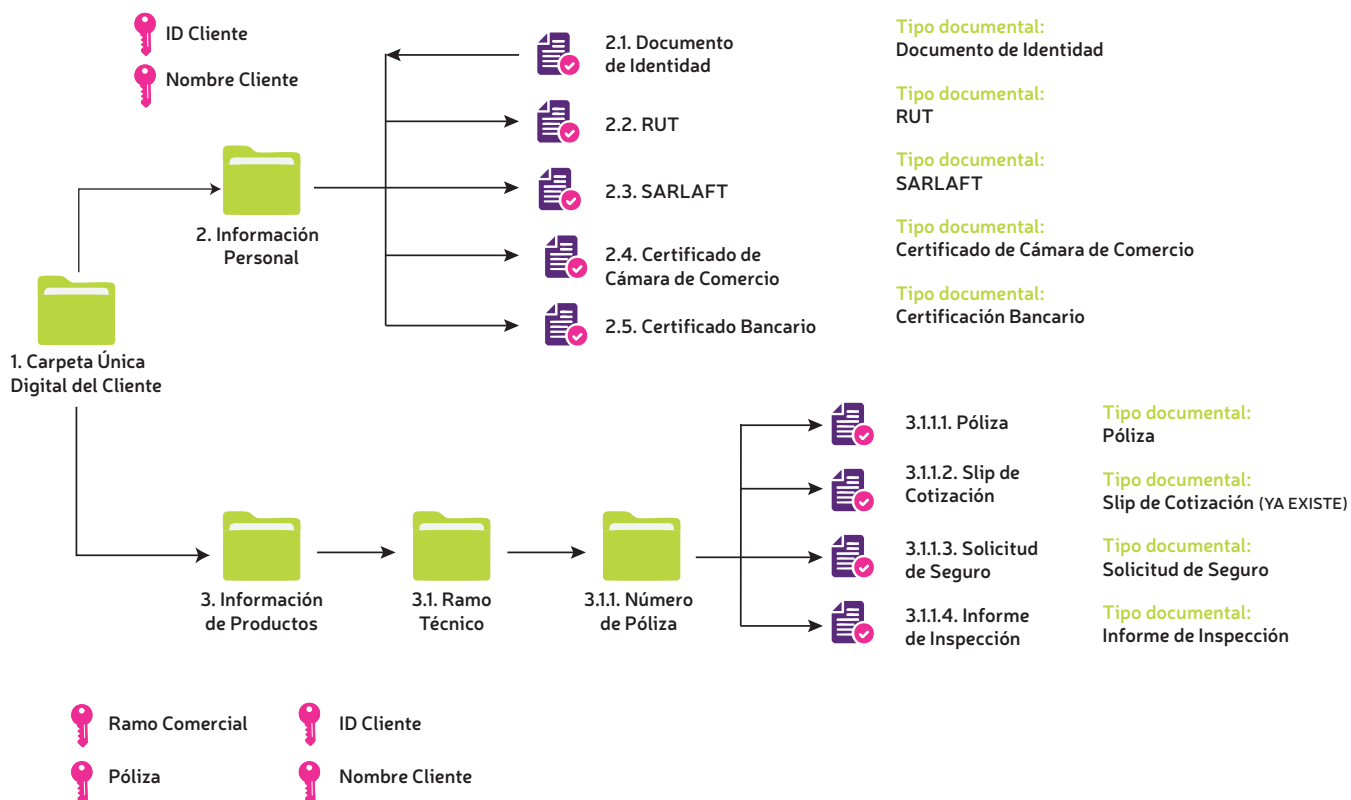 ID Cliente
Nombre Cliente
2.1. Documento
de Identidad
Tipo documental:
Documento de Identidad
2.2. RUT
Tipo documental:
RUT
2.3. SARLAFT
Tipo documental:
SARLAFT
2. Información
Personal
2.4. Certificado de
Cámara de Comercio
Tipo documental:
Certificado de Cámara de Comercio
2.5. Certificado Bancario
Tipo documental:
Certificación Bancario
1. Carpeta Única
Digital del Cliente
3.1.1.1. Póliza
Tipo documental:
Póliza
3.1.1.2. Slip de
Cotización
Tipo documental:
Slip de Cotización (YA EXISTE)
3.1.1.3. Solicitud
de Seguro
Tipo documental:
Solicitud de Seguro
3. Información
de Productos
3.1. Ramo
Técnico
3.1.1. Número
de Póliza
3.1.1.4. Informe
de Inspección
Tipo documental:
Informe de Inspección
Ramo Comercial
ID Cliente
Póliza
Nombre Cliente